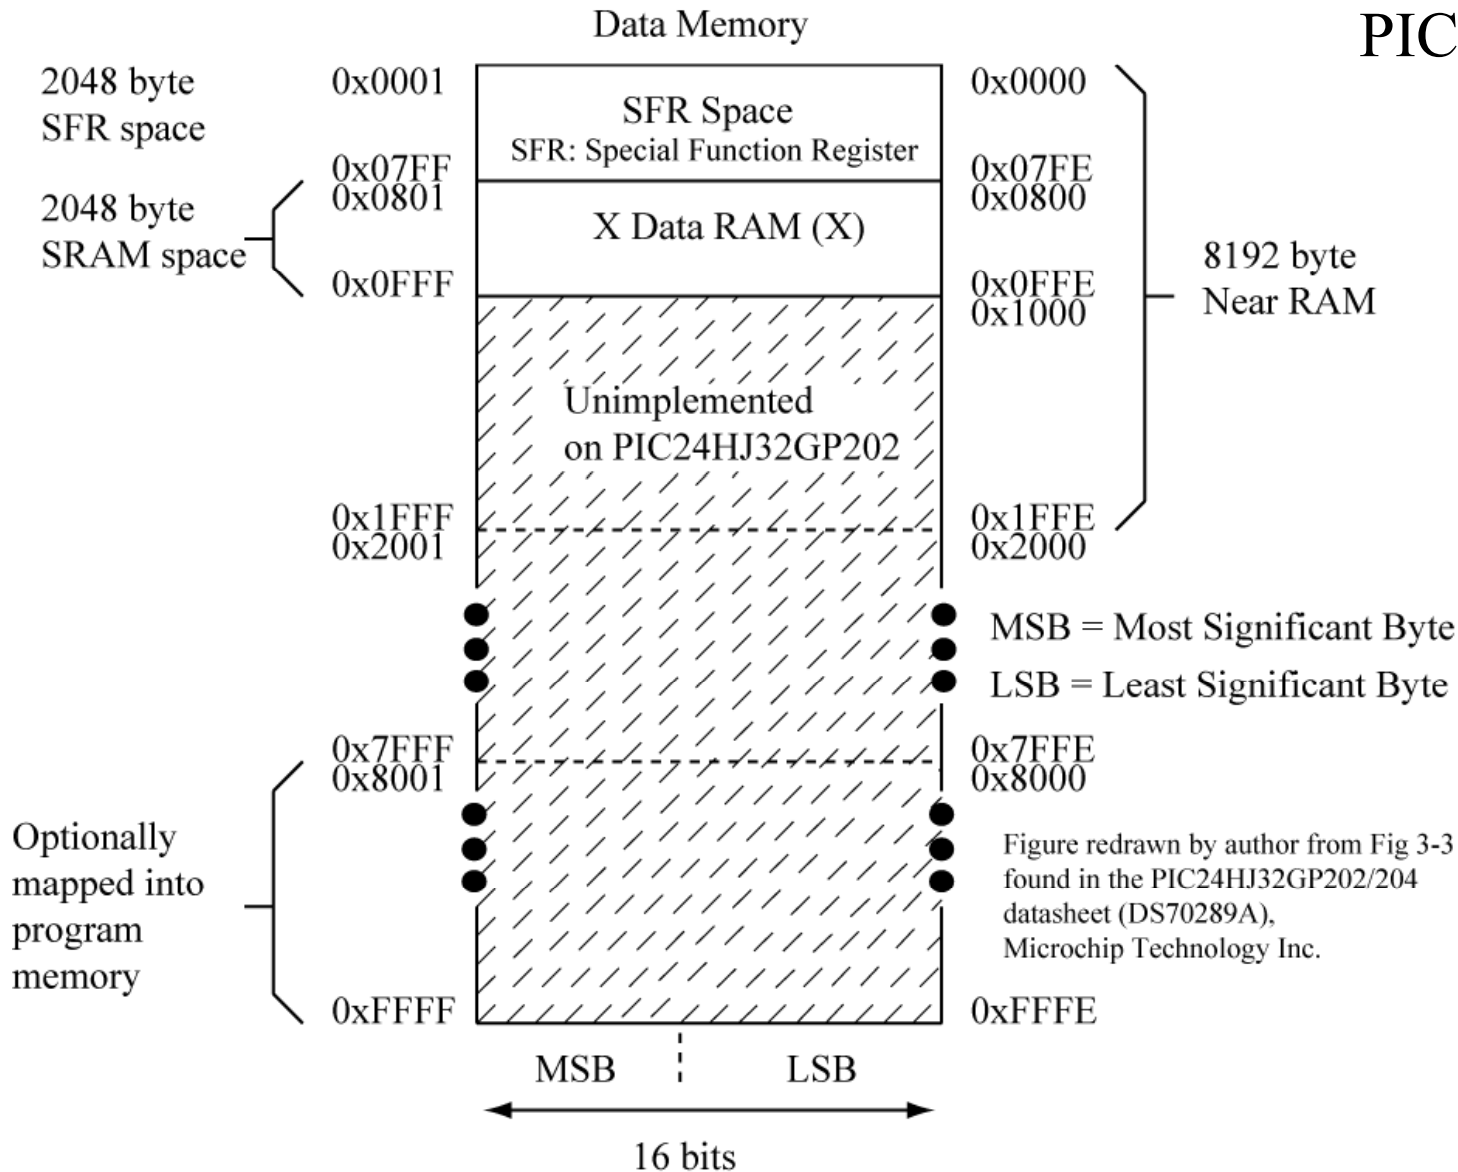 Data Memory
PIC
2048 byte
SFR space
0x0001
SFR Space
SFR: Special Function Register
0x0000
0x07FF
0x07FE
2048 byte
SRAM space
0x0801
X Data RAM (X)
0x0800
0x0FFF
0x0FFE
8192 byte
Near RAM
0x1000
Unimplemented
on PIC24HJ32GP202
0x1FFF
0x1FFE
0x2001
0x2000
MSB = Most Significant Byte
LSB = Least Significant Byte
0x7FFF
0x7FFE
0x8001
0x8000
Optionally
mapped into
program
memory
Figure redrawn by author from Fig 3-3
found in the PIC24HJ32GP202/204
datasheet (DS70289A),
Microchip Technology Inc.
0xFFFF
0xFFFE
MSB
LSB
16 bits